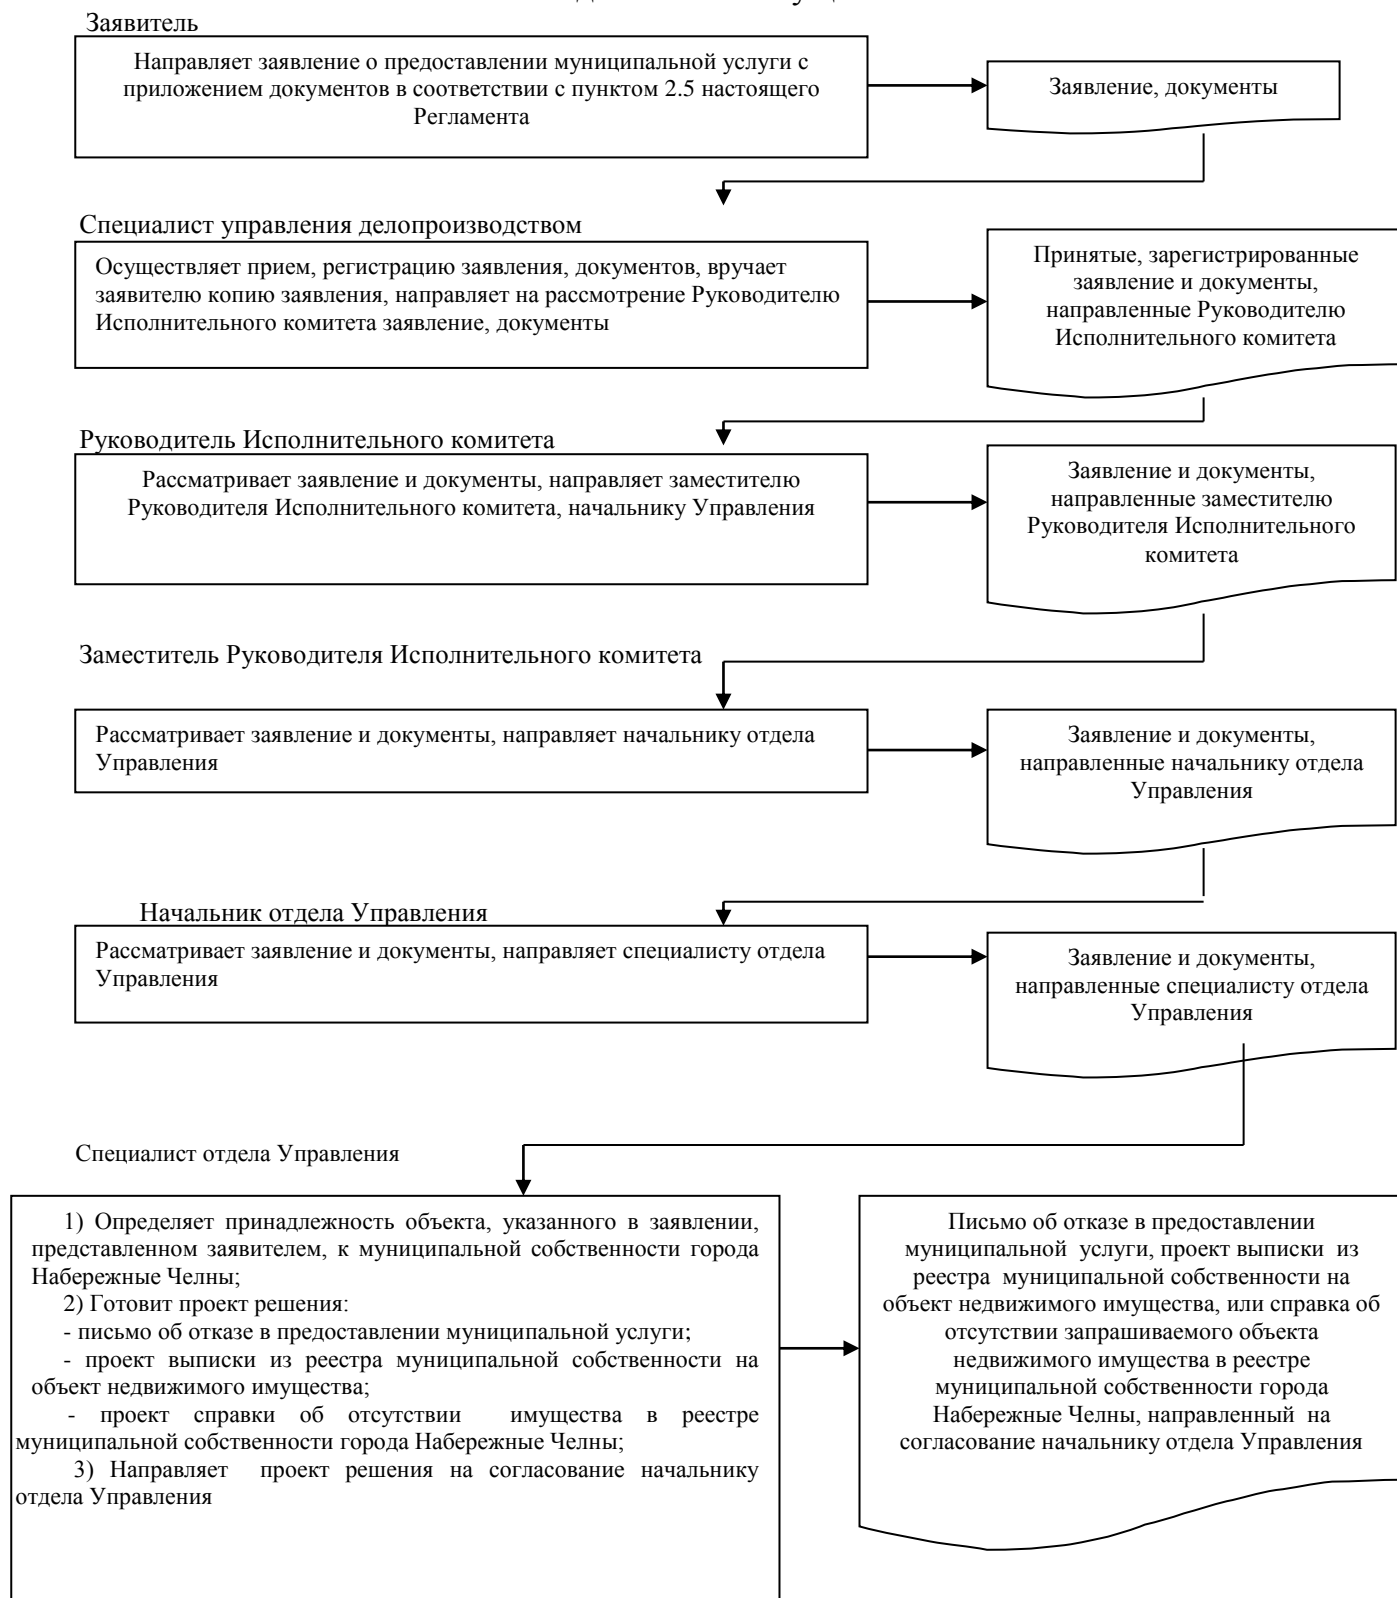 Заявитель
Направляет заявление о предоставлении муниципальной услуги с
приложением документов в соответствии с пунктом 2.5 настоящего
Регламента
Заявление, документы
Специалист управления делопроизводством
Осуществляет прием, регистрацию заявления, документов, вручает
заявителю копию заявления, направляет на рассмотрение Руководителю
Исполнительного комитета заявление, документы
Принятые, зарегистрированные
заявление и документы,
направленные Руководителю
Исполнительного комитета
Руководитель Исполнительного комитета
Рассматривает заявление и документы, направляет заместителю
Руководителя Исполнительного комитета, начальнику Управления
Заявление и документы,
направленные заместителю
Руководителя Исполнительного
комитета
Заместитель Руководителя Исполнительного комитета
Рассматривает заявление и документы, направляет начальнику отдела
Управления
Заявление и документы,
направленные начальнику отдела
Управления
Начальник отдела Управления
Рассматривает заявление и документы, направляет специалисту отдела
Управления
Заявление и документы,
направленные специалисту отдела
Управления
Специалист отдела Управления
1) Определяет принадлежность объекта, указанного в заявлении,
представленном заявителем, к муниципальной собственности города
Набережные Челны;
2) Готовит проект решения:
- письмо об отказе в предоставлении муниципальной услуги;
- проект выписки из реестра муниципальной собственности на
объект недвижимого имущества;
- проект справки об отсутствии имущества в реестре
муниципальной собственности города Набережные Челны;
3) Направляет проект решения на согласование начальнику
отдела Управления
Письмо об отказе в предоставлении
муниципальной услуги, проект выписки из
реестра муниципальной собственности на
объект недвижимого имущества, или справка об
отсутствии запрашиваемого объекта
недвижимого имущества в реестре
муниципальной собственности города
Набережные Челны, направленный на
согласование начальнику отдела Управления